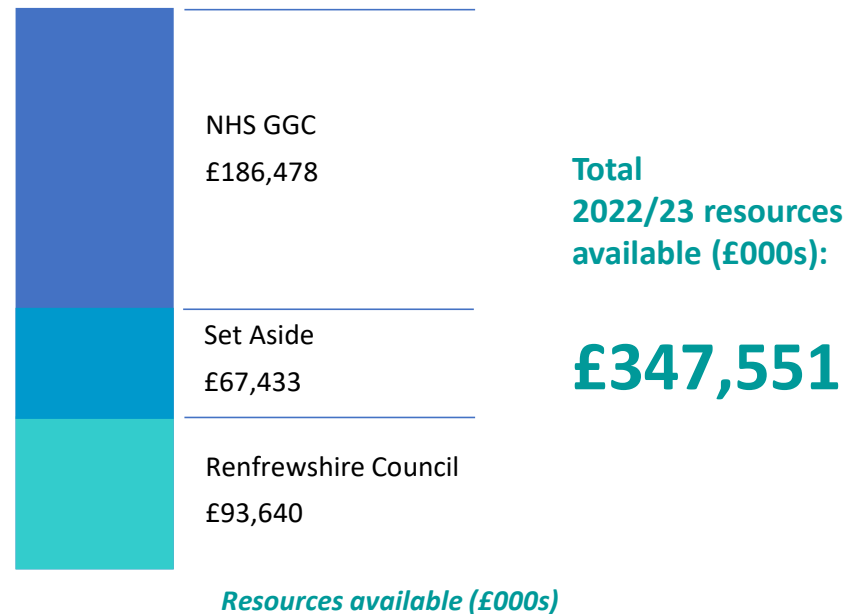 NHS GGC
£186,478
Set Aside
£67,433
Renfrewshire Council
£93,640
Total
2022/23 resources
available (£000s):
£347,551
Resources available (£000s)